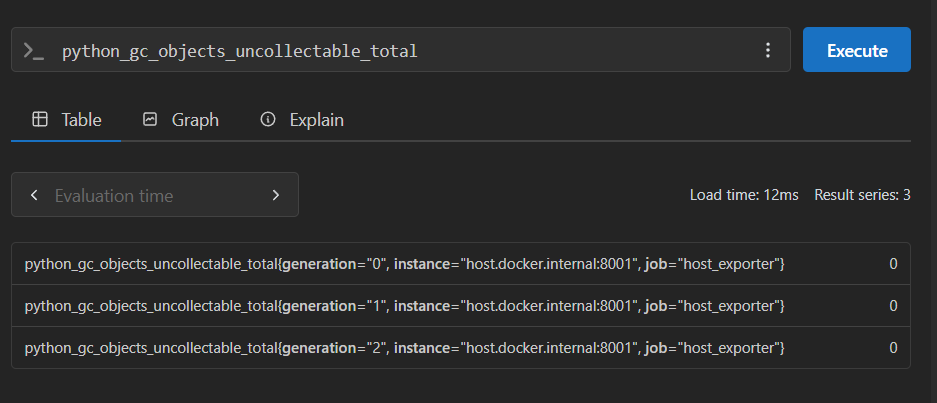 python_gc_objects_uncollectable_total
Execute
Table Graph Explain
Evaluation time
Load time: 12ms Result series: 3
python_gc_objects_uncollectable_total{generation="0", instance="host.docker.internal:8001", job="host_exporter"} 0
python_gc_objects_uncollectable_total{generation="1", instance="host.docker.internal:8001", job="host_exporter"} 0
python_gc_objects_uncollectable_total{generation="2", instance="host.docker.internal:8001", job="host_exporter"} 0